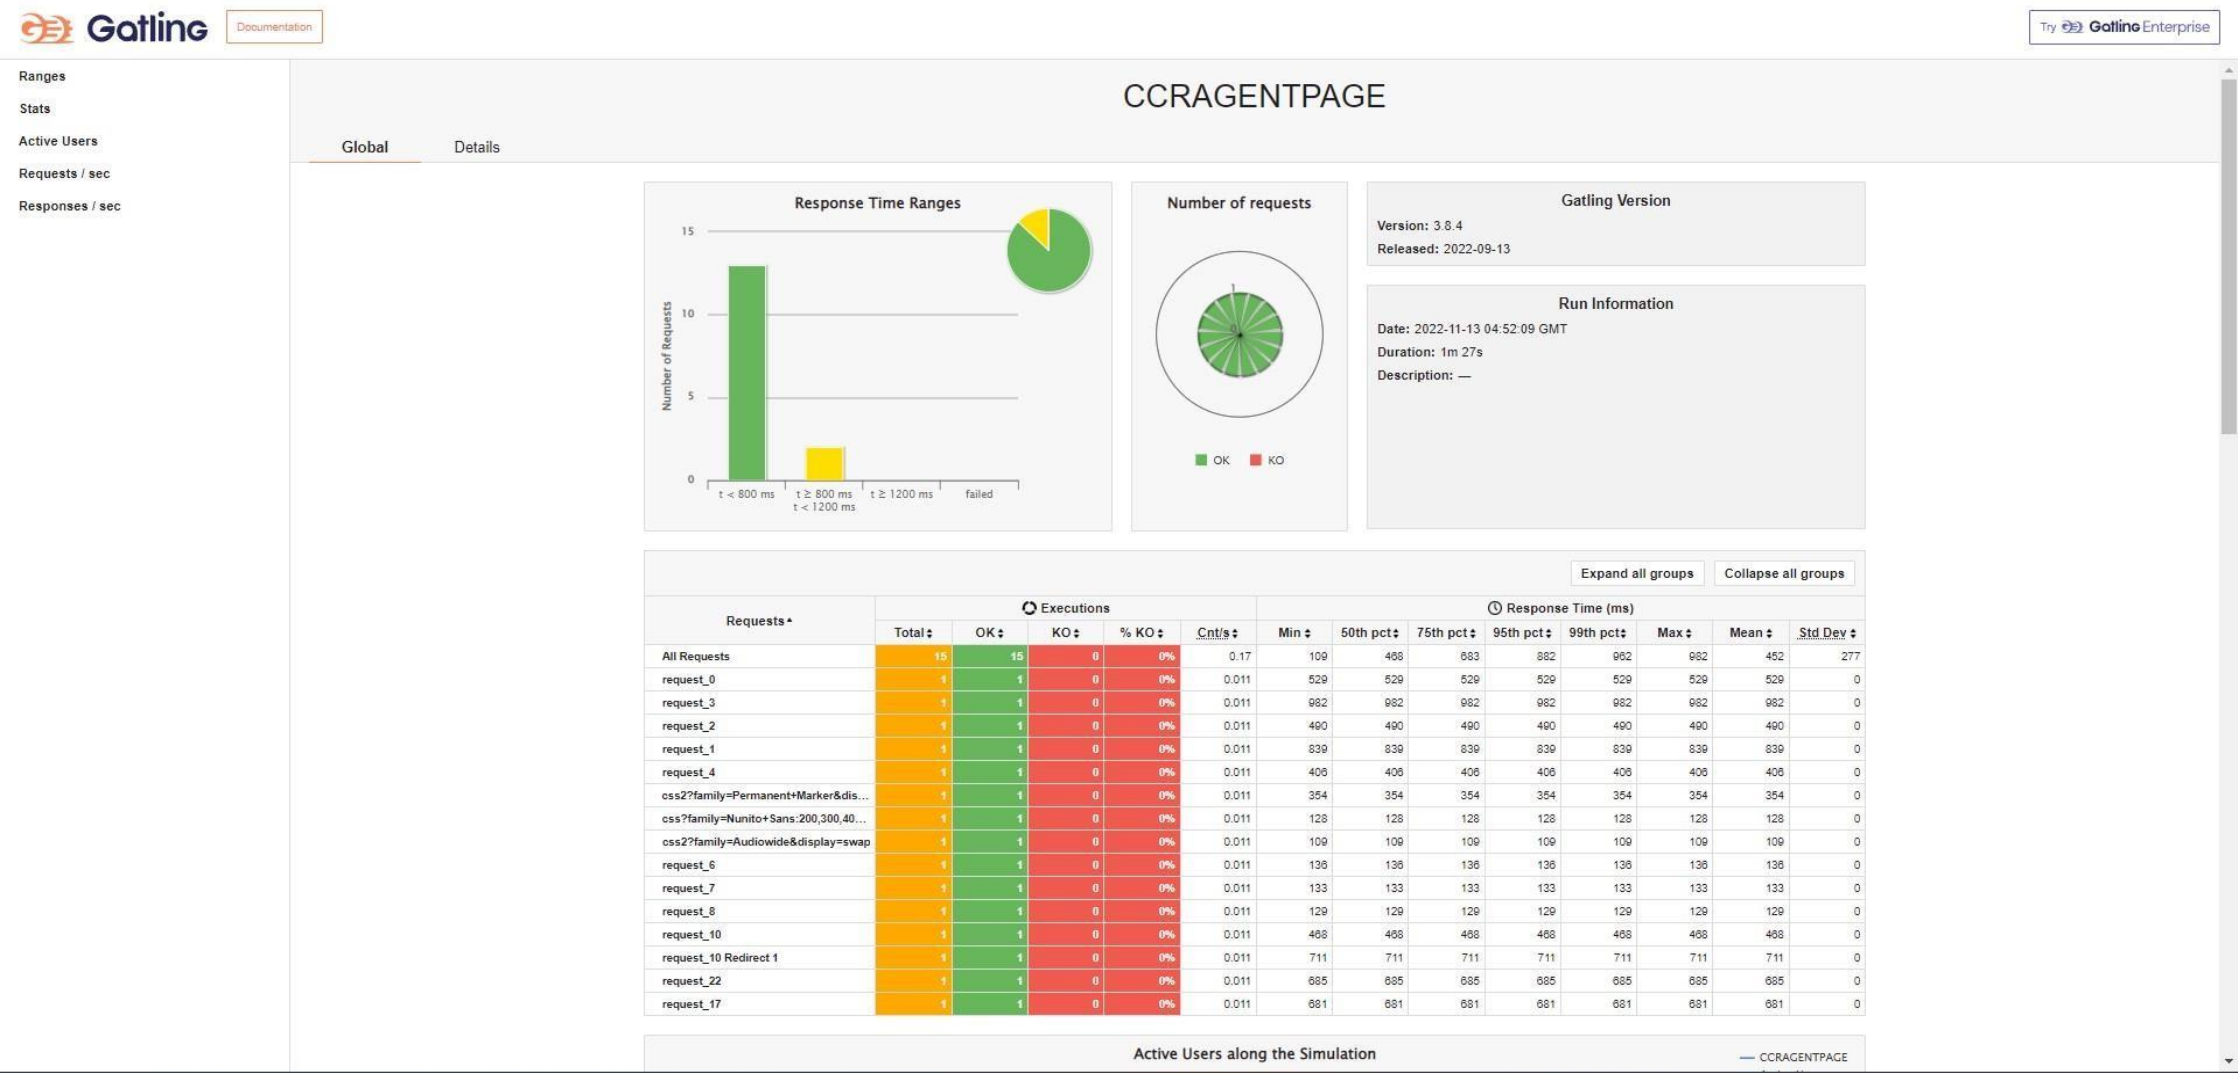 Gatling Documentation Try Gatling Enterprise
Ranges
Stats
Active Users
Requests / sec
Responses / sec
CCRAGENTPAGE
Global Details
Response Time Ranges
Number of Requests
15
10
5
0
t < 800 ms t ≥ 800 ms t ≥ 1200 ms failed
t < 1200 ms
Number of requests
1
0
OK KO
Gatling Version
Version: 3.8.4
Released: 2022-09-13
Run Information
Date: 2022-11-13 04:52:09 GMT
Duration: 1m 27s
Description: —
Expand all groups Collapse all groups
Requests Executions Response Time (ms)
Total OK KO % KO Cnt/s Min 50th pct 75th pct 95th pct 99th pct Max Mean Std Dev
All Requests 15 15 0 0% 0.17 109 468 683 882 962 982 452 277
request_0 1 1 0 0% 0.011 529 529 529 529 529 529 529 0
request_3 1 1 0 0% 0.011 982 982 982 982 982 982 982 0
request_2 1 1 0 0% 0.011 490 490 490 490 490 490 490 0
request_1 1 1 0 0% 0.011 839 839 839 839 839 839 839 0
request_4 1 1 0 0% 0.011 406 406 406 406 406 406 406 0
css2?family=Permanent+Marker&dis... 1 1 0 0% 0.011 354 354 354 354 354 354 354 0
css?family=Nunito+Sans:200,300,40... 1 1 0 0% 0.011 128 128 128 128 128 128 128 0
css2?family=Audiowide&display=swap 1 1 0 0% 0.011 109 109 109 109 109 109 109 0
request_6 1 1 0 0% 0.011 136 136 136 136 136 136 136 0
request_7 1 1 0 0% 0.011 133 133 133 133 133 133 133 0
request_8 1 1 0 0% 0.011 129 129 129 129 129 129 129 0
request_10 1 1 0 0% 0.011 468 468 468 468 468 468 468 0
request_10 Redirect 1 1 1 0 0% 0.011 711 711 711 711 711 711 711 0
request_22 1 1 0 0% 0.011 685 685 685 685 685 685 685 0
request_17 1 1 0 0% 0.011 681 681 681 681 681 681 681 0
Active Users along the Simulation
CCRAGENTPAGE